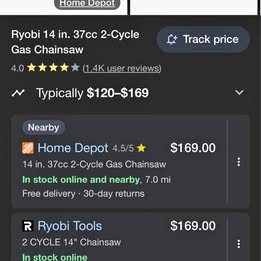 Home Depot
Ryobi 14 in. 37cc 2-Cycle
Gas Chainsaw
Track price
4.0 ★★★★☆ (1.4K user reviews)
Typically $120–$169
Nearby
Home Depot 4.5/5 ★ $169.00
14 in. 37cc 2-Cycle Gas Chainsaw
In stock online and nearby, 7.0 mi
Free delivery · 30-day returns
R Ryobi Tools $169.00
2 CYCLE 14" Chainsaw
In stock online